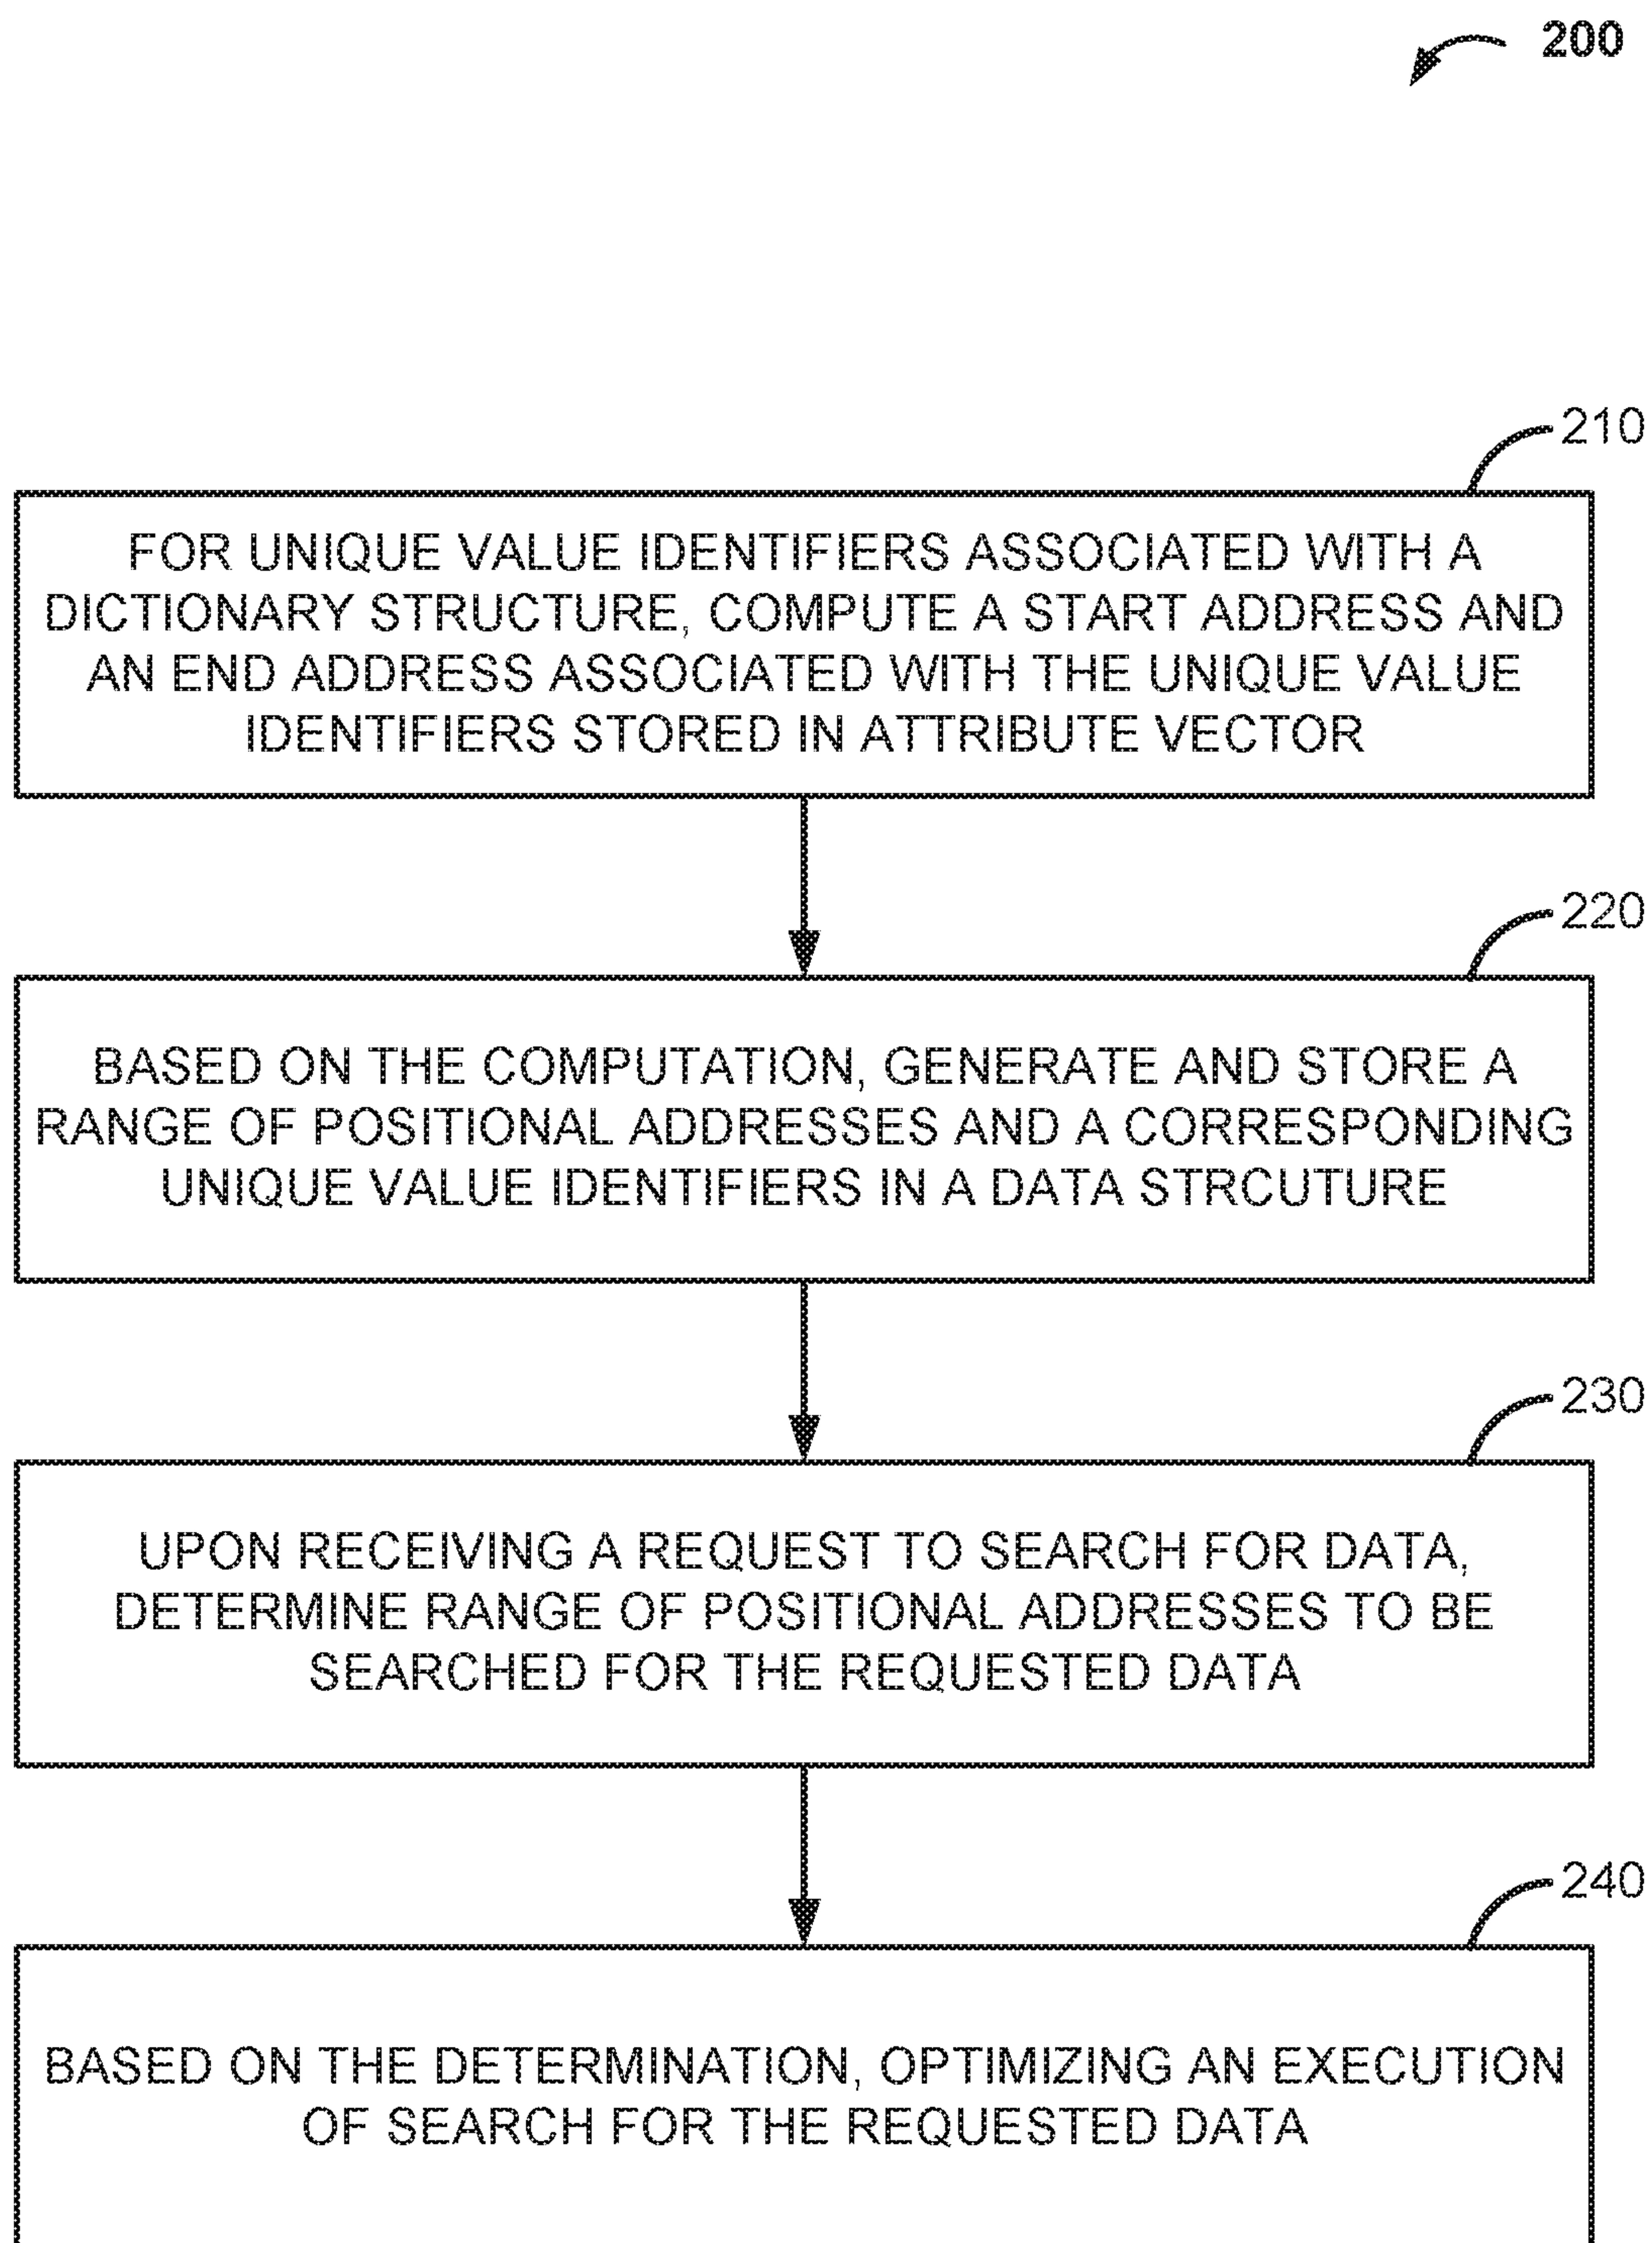 200
210
FOR UNIQUE VALUE IDENTIFIERS ASSOCIATED WITH A
DICTIONARY STRUCTURE, COMPUTE A START ADDRESS AND
AN END ADDRESS ASSOCIATED WITH THE UNIQUE VALUE
IDENTIFIERS STORED IN ATTRIBUTE VECTOR
220
BASED ON THE COMPUTATION, GENERATE AND STORE A
RANGE OF POSITIONAL ADDRESSES AND A CORRESPONDING
UNIQUE VALUE IDENTIFIERS IN A DATA STRCUTURE
230
UPON RECEIVING A REQUEST TO SEARCH FOR DATA,
DETERMINE RANGE OF POSITIONAL ADDRESSES TO BE
SEARCHED FOR THE REQUESTED DATA
240
BASED ON THE DETERMINATION, OPTIMIZING AN EXECUTION
OF SEARCH FOR THE REQUESTED DATA